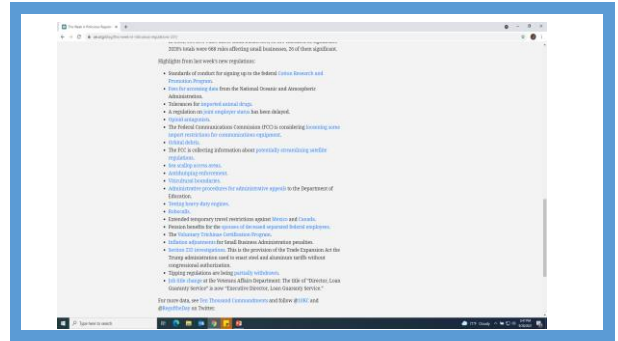 2020's totals were 668 rules affecting small businesses, 26 of them significant.
Highlights from last week's new regulations:
• Standards of conduct for signing up to the federal Cotton Research and
Promotion Program.
• Fees for accessing data from the National Oceanic and Atmospheric
Administration.
• Tolerances for imported animal drugs.
• A regulation on joint employer status has been delayed.
• Opioid antagonists.
• The Federal Communications Commission (FCC) is considering loosening some
import restrictions for communications equipment.
• Orbital debris.
• The FCC is collecting information about potentially streamlining satellite
regulations.
• Sea scallop access areas.
• Antidumping enforcement.
• Viticultural boundaries.
• Administrative procedures for administrative appeals to the Department of
Education.
• Testing heavy-duty engines.
• Robocalls.
• Extended temporary travel restrictions against Mexico and Canada.
• Pension benefits for the spouses of deceased separated federal employees.
• The Voluntary Trichinae Certification Program.
• Inflation adjustments for Small Business Administration penalties.
• Section 232 investigations. This is the provision of the Trade Expansion Act the
Trump administration used to enact steel and aluminum tariffs without
congressional authorization.
• Tipping regulations are being partially withdrawn.
• Job title change at the Veterans Affairs Department: The title of "Director, Loan
Guaranty Service" is now "Executive Director, Loan Guaranty Service."
For more data, see Ten Thousand Commandments and follow @10KC and
@RegoftheDay on Twitter.
Type here to search